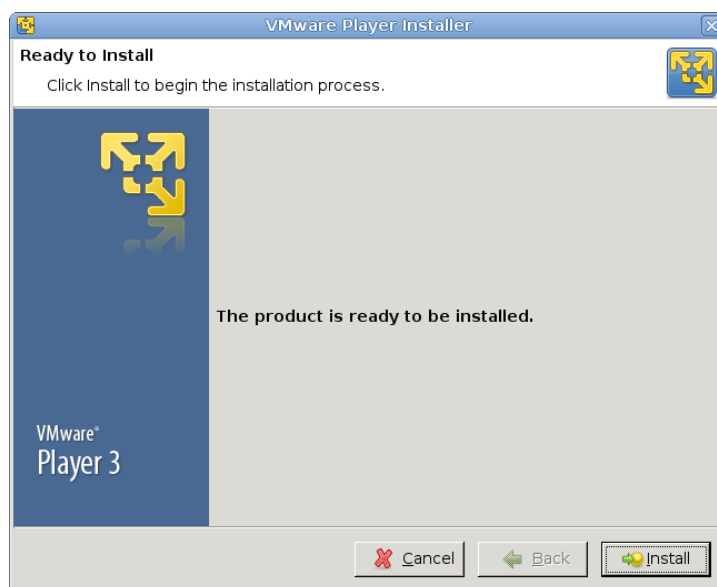 VMware Player Installer
Ready to Install
Click Install to begin the installation process.
The product is ready to be installed.
VMware®
Player 3
Cancel
Back
Install